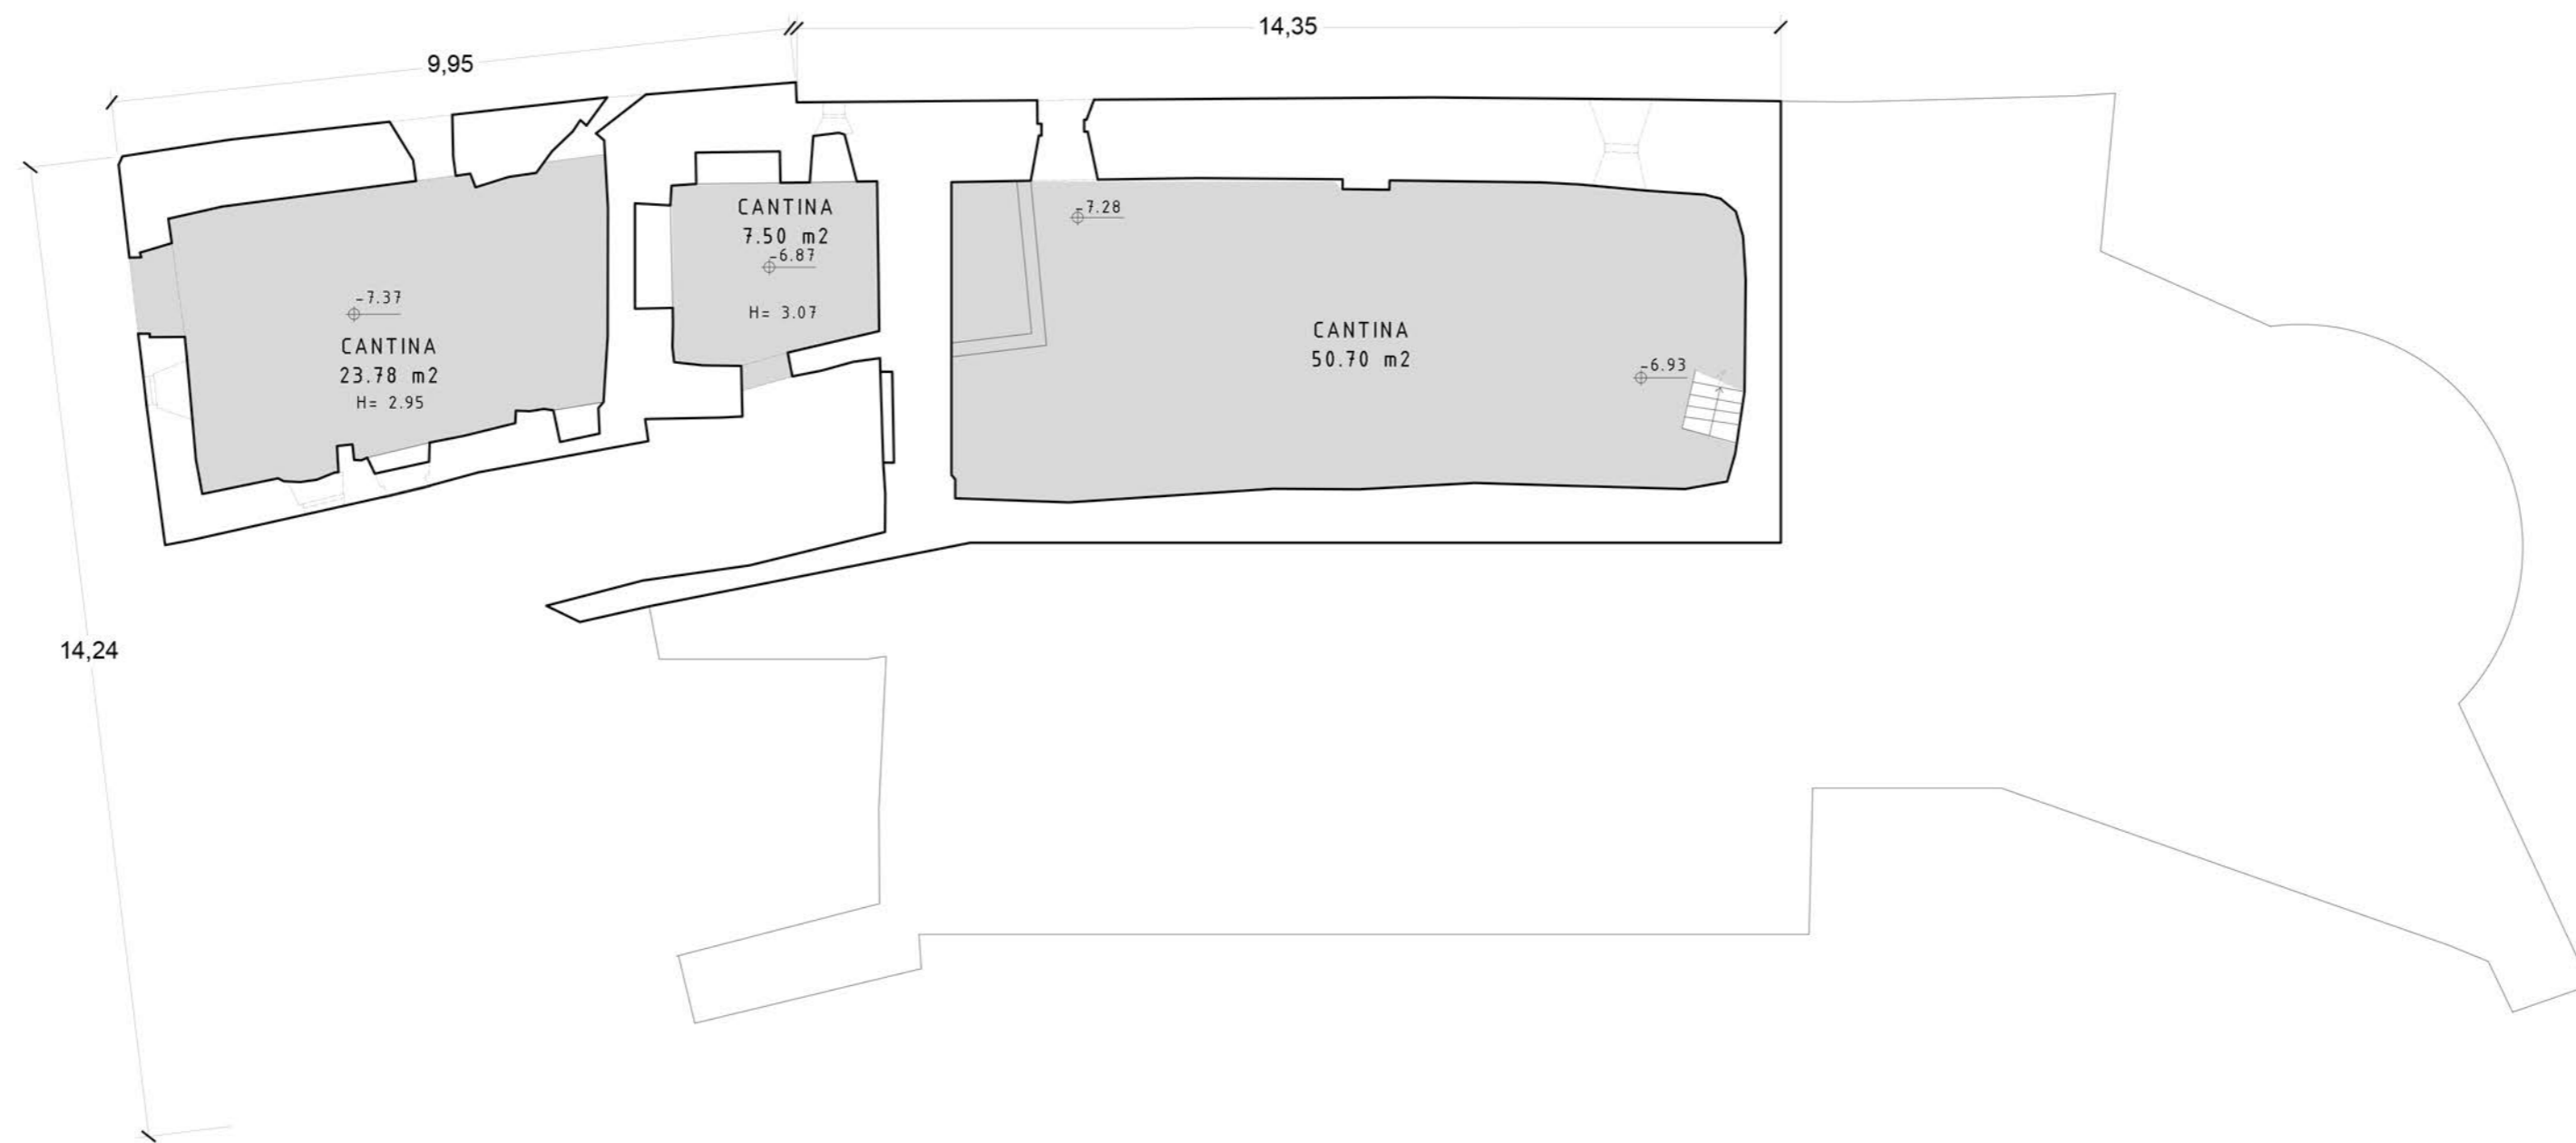 14,35
9,95
CANTINA
7.50 m2
-6.87
H= 3.07
-7.28
-7.37
CANTINA
23.78 m2
H= 2.95
CANTINA
50.70 m2
-6.93
14,24